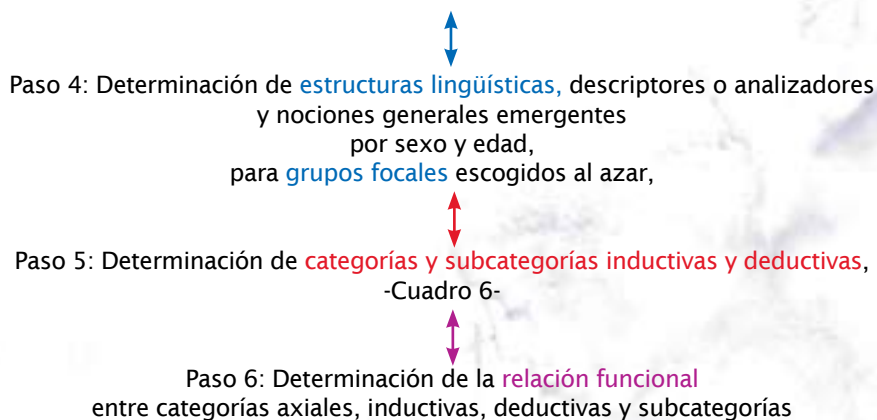 Paso 4: Determinación de estructuras lingüísticas, descriptores o analizadores
y nociones generales emergentes
por sexo y edad,
para grupos focales escogidos al azar,
Paso 5: Determinación de categorías y subcategorías inductivas y deductivas,
-Cuadro 6-
Paso 6: Determinación de la relación funcional
entre categorías axiales, inductivas, deductivas y subcategorías